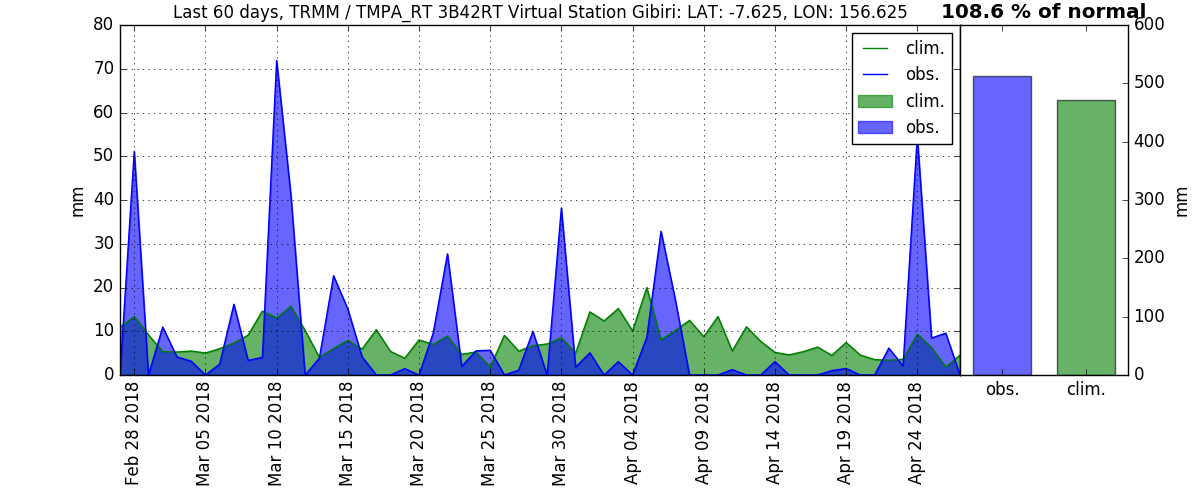 Last 60 days, TRMM / TMPA_RT 3B42RT Virtual Station Gibiri: LAT: -7.625, LON: 156.625
108.6 % of normal
80
70
60
50
40
30
20
10
0
mm
clim.
obs.
clim.
obs.
600
500
400
300
200
100
0
mm
Feb 28 2018
Mar 05 2018
Mar 10 2018
Mar 15 2018
Mar 20 2018
Mar 25 2018
Mar 30 2018
Apr 04 2018
Apr 09 2018
Apr 14 2018
Apr 19 2018
Apr 24 2018
obs.
clim.